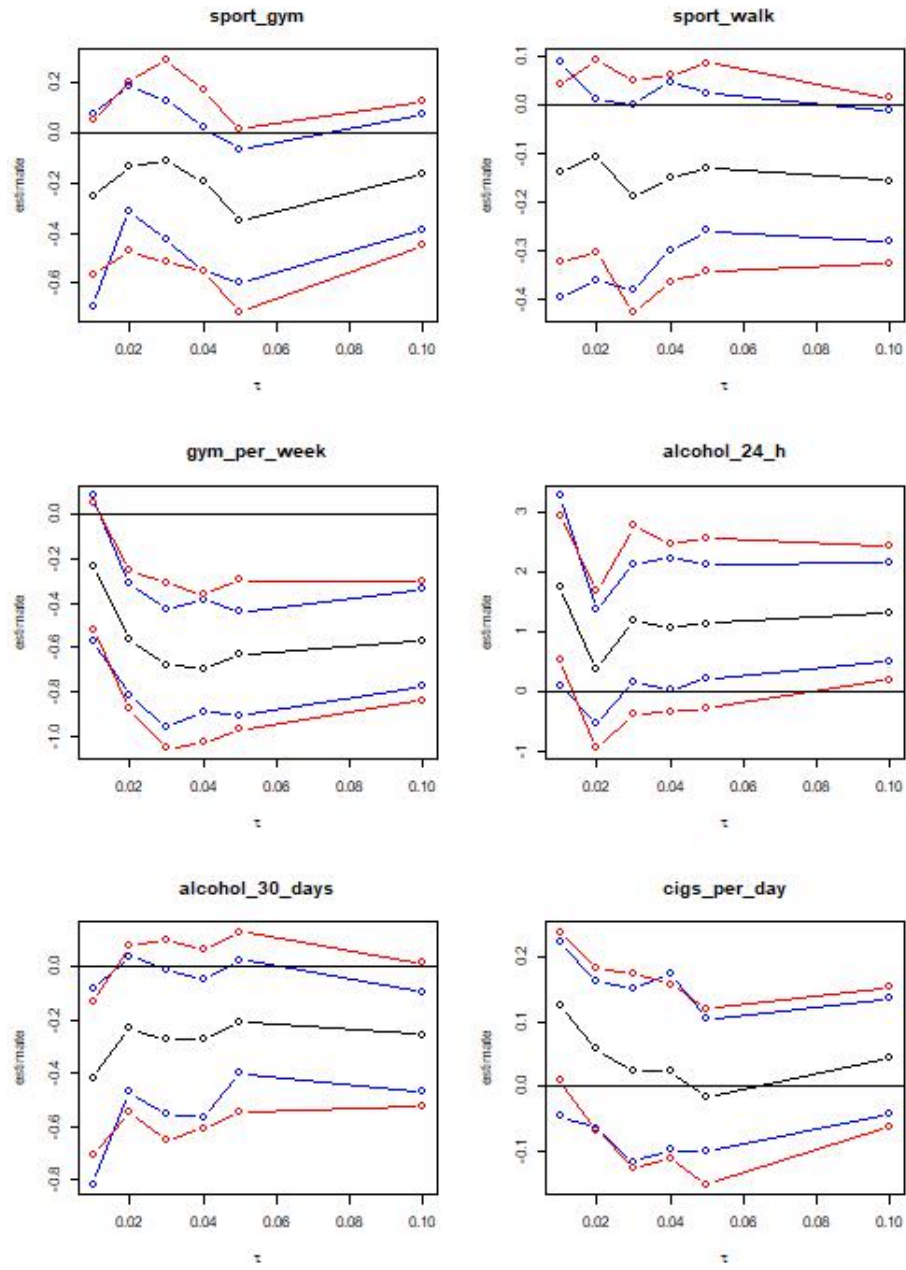 sport_gym
sport_walk
estimate
0.2
0.0
-0.2
-0.4
-0.6
0.02 0.04 0.06 0.08 0.10
τ
estimate
0.1
0.0
-0.1
-0.2
-0.3
-0.4
0.02 0.04 0.06 0.08 0.10
τ
gym_per_week
alcohol_24_h
estimate
0.0
-0.2
-0.4
-0.6
-0.8
-1.0
0.02 0.04 0.06 0.08 0.10
τ
estimate
3
2
1
0
-1
0.02 0.04 0.06 0.08 0.10
τ
alcohol_30_days
cigs_per_day
estimate
0.0
-0.2
-0.4
-0.6
-0.8
0.02 0.04 0.06 0.08 0.10
τ
estimate
0.2
0.1
0.0
-0.1
0.02 0.04 0.06 0.08 0.10
τ